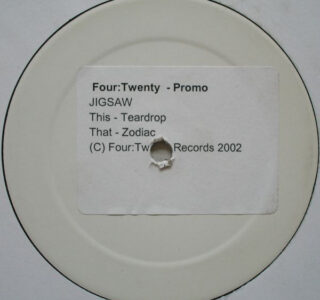 Four:Twenty - Promo
JIGSAW
This - Teardrop
That - Zodiac
(C) Four:Tw Records 2002